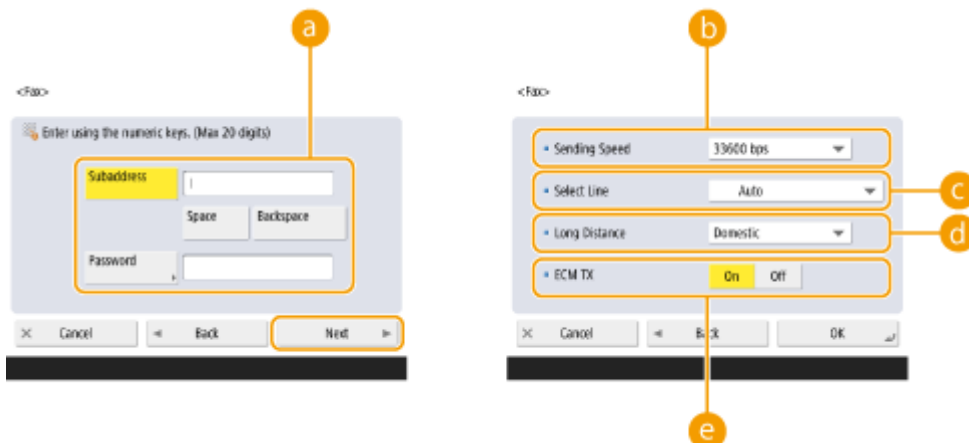 a
b
<Fax>
Enter using the numeric keys. (Max 20 digits)
Subaddress
Space Backspace
Password
× Cancel ◄ Back Next ►
<Fax>
Sending Speed 33600 bps
Select Line Auto
c
Long Distance Domestic
d
ECM TX On Off
× Cancel ◄ Back OK
e